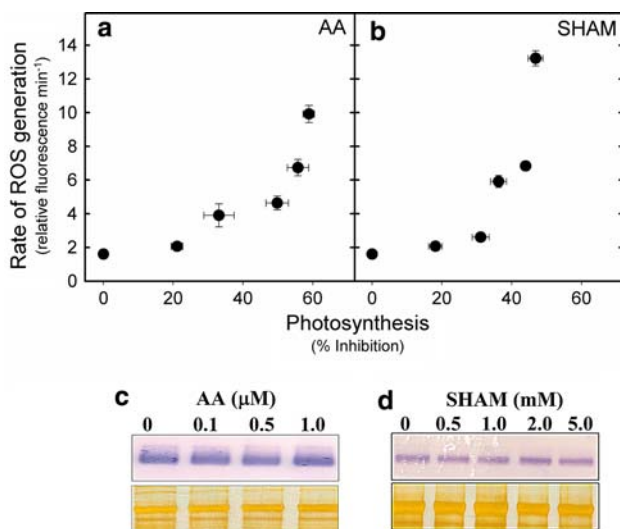 a AA b SHAM
Rate of ROS generation
(relative fluorescence min⁻¹)
14
12
10
8
6
4
2
0
0 20 40 60 0 20 40 60
Photosynthesis
(% Inhibition)
c AA (μM) d SHAM (mM)
0 0.1 0.5 1.0 0 0.5 1.0 2.0 5.0